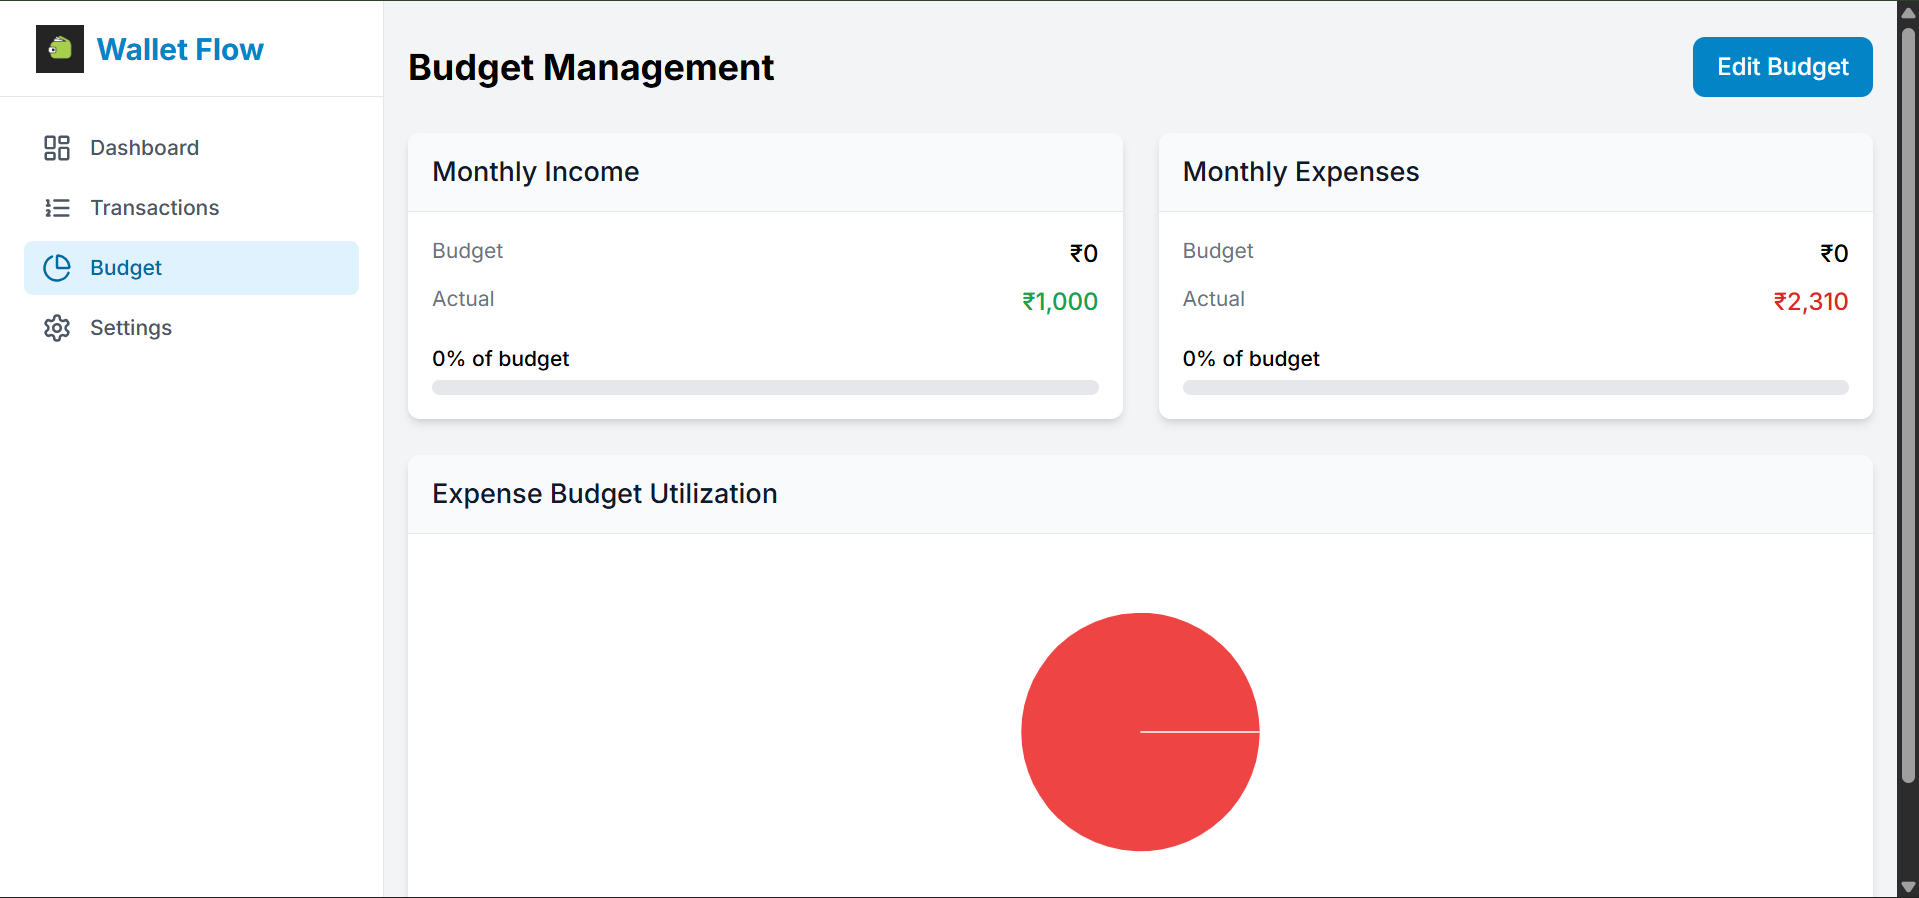 Wallet Flow
Dashboard
Transactions
Budget
Settings
Budget Management
Edit Budget
Monthly Income
Budget ₹0
Actual ₹1,000
0% of budget
Monthly Expenses
Budget ₹0
Actual ₹2,310
0% of budget
Expense Budget Utilization